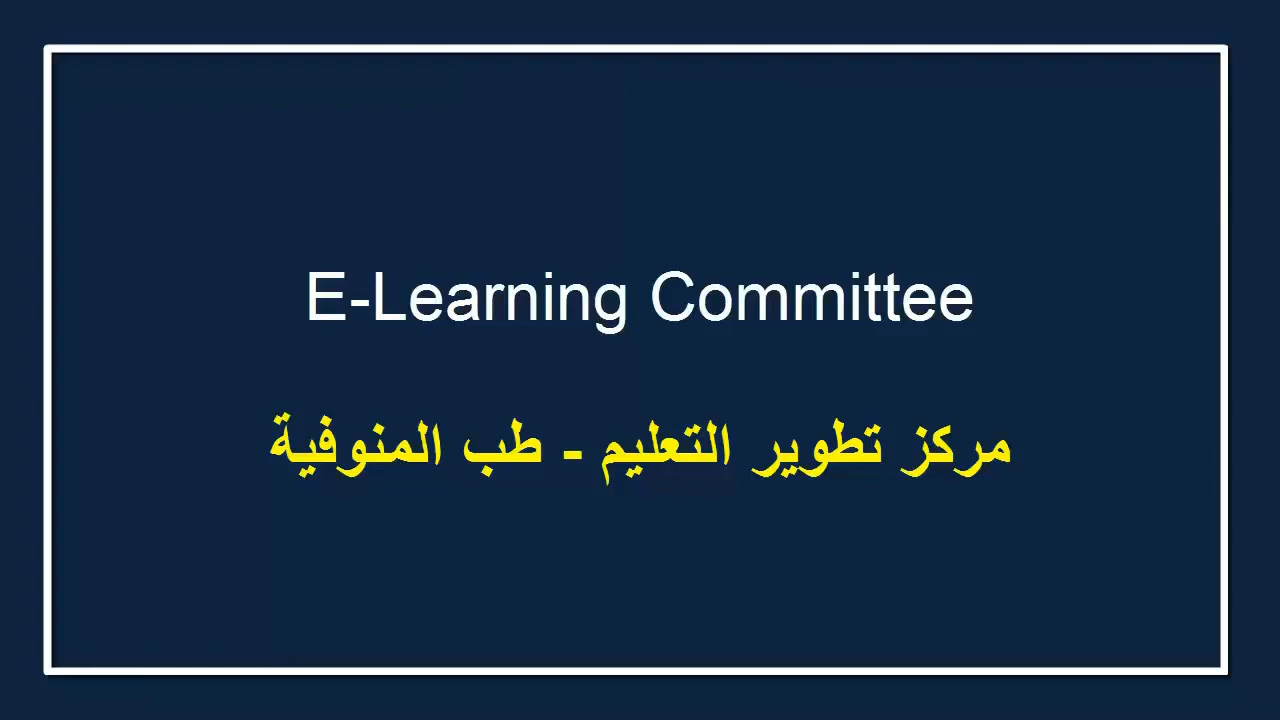 E-Learning Committee
مركز تطوير التعليم - طب المنوفية